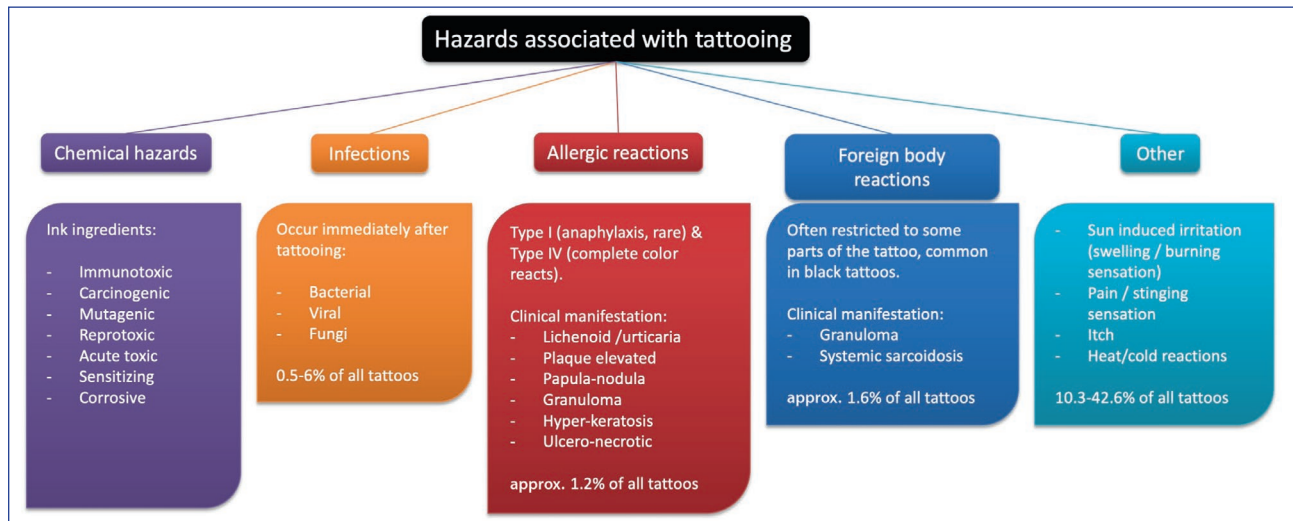 Hazards associated with tattooing
Chemical hazards
Ink ingredients:
- Immunotoxic
- Carcinogenic
- Mutagenic
- Reprotoxic
- Acute toxic
- Sensitizing
- Corrosive
Infections
Occur immediately after
tattooing:
- Bacterial
- Viral
- Fungi
0.5-6% of all tattoos
Allergic reactions
Type I (anaphylaxis, rare) &
Type IV (complete color
reacts).
Clinical manifestation:
- Lichenoid /urticaria
- Plaque elevated
- Papula-nodula
- Granuloma
- Hyper-keratosis
- Ulcero-necrotic
approx. 1.2% of all tattoos
Foreign body
reactions
Often restricted to some
parts of the tattoo, common
in black tattoos.
Clinical manifestation:
- Granuloma
- Systemic sarcoidosis
approx. 1.6% of all tattoos
Other
- Sun induced irritation
(swelling / burning
sensation)
- Pain / stinging
sensation
- Itch
- Heat/cold reactions
10.3-42.6% of all tattoos